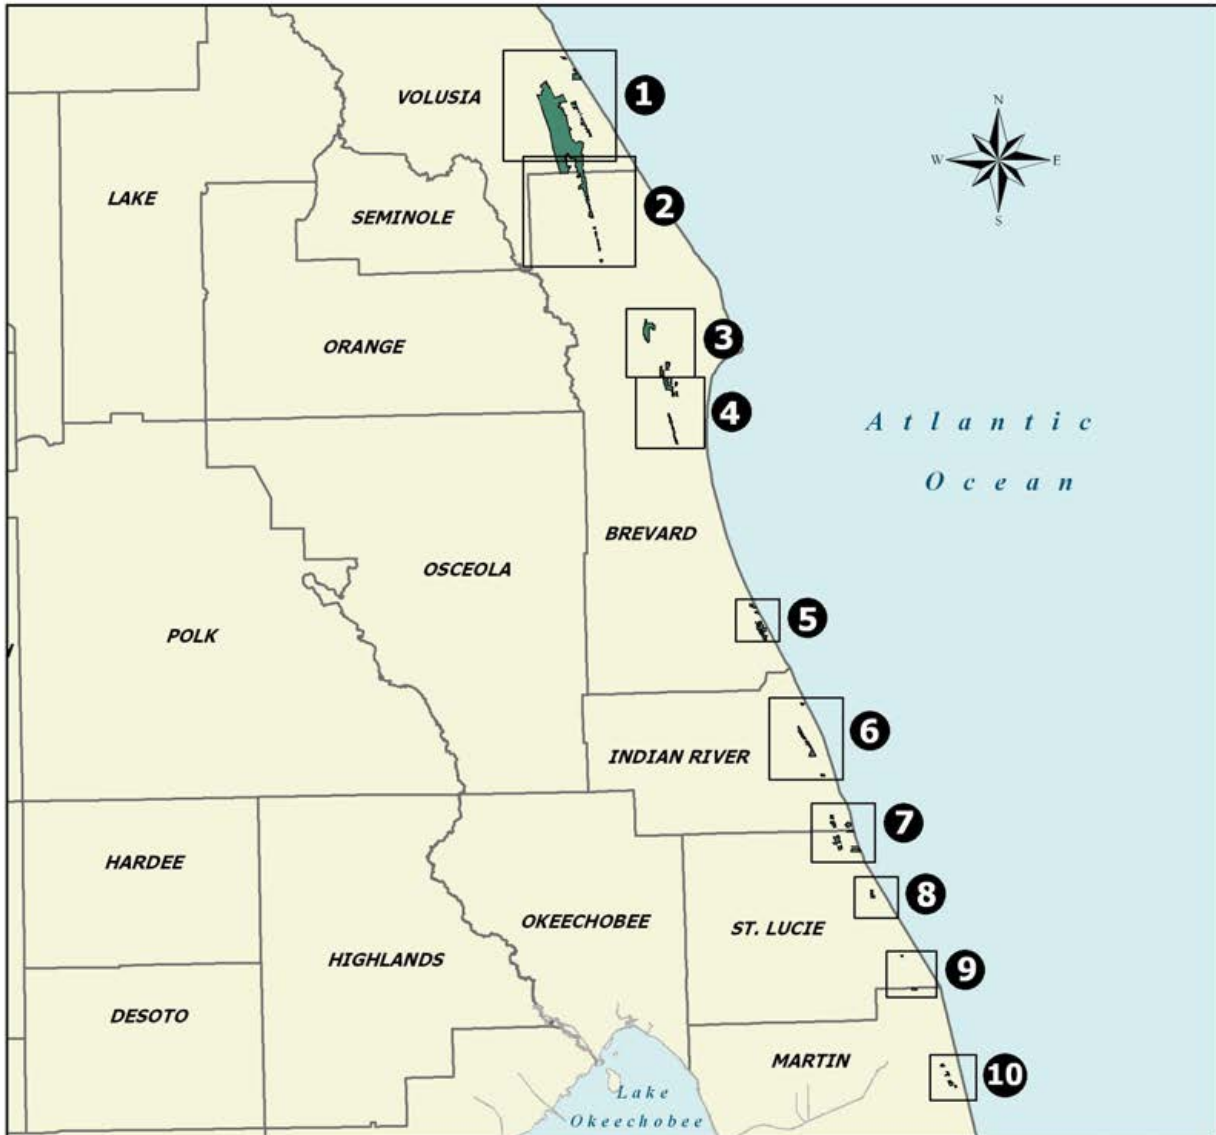 VOLUSIA
1
N
W
E
S
LAKE
SEMINOLE
2
ORANGE
3
4
Atlantic
Ocean
BREVARD
OSCEOLA
5
POLK
6
INDIAN RIVER
7
HARDEE
8
OKEECHOBEE
ST. LUCIE
HIGHLANDS
9
DESOTO
MARTIN
10
Lake
Okeechobee